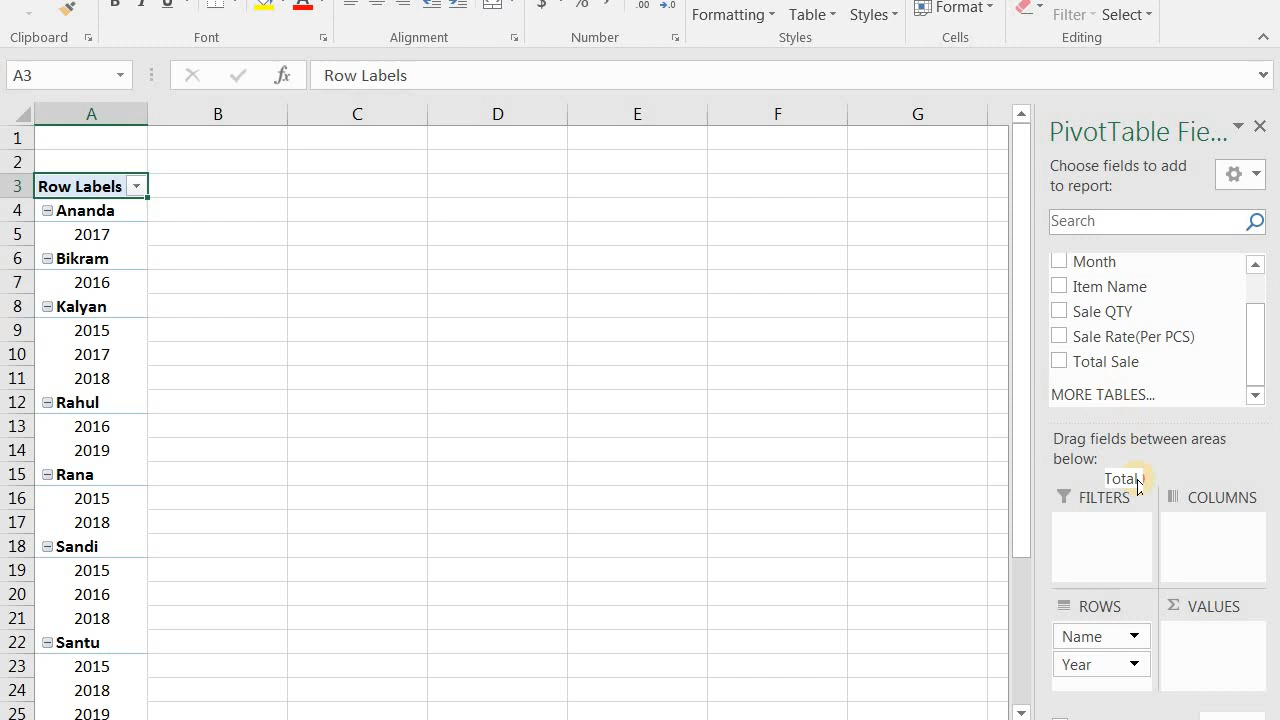 B I U $ % .00 .0
Formatting Table Styles Format Filter Select
Clipboard Font Alignment Number Styles Cells Editing
A3 fx Row Labels
A B C D E F G
1
2
3 Row Labels
4 Ananda
5 2017
6 Bikram
7 2016
8 Kalyan
9 2015
10 2017
11 2018
12 Rahul
13 2016
14 2019
15 Rana
16 2015
17 2018
18 Sandi
19 2015
20 2016
21 2018
22 Santu
23 2015
24 2018
25 2019
PivotTable Fie...
Choose fields to add
to report:
Search
Month
Item Name
Sale QTY
Sale Rate(Per PCS)
Total Sale
MORE TABLES...
Drag fields between areas
below:
Total
FILTERS COLUMNS
ROWS Σ VALUES
Name
Year